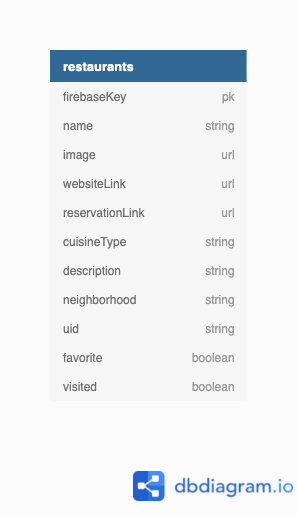 restaurants
firebaseKey pk
name string
image url
websiteLink url
reservationLink url
cuisineType string
description string
neighborhood string
uid string
favorite boolean
visited boolean
dbdiagram.io